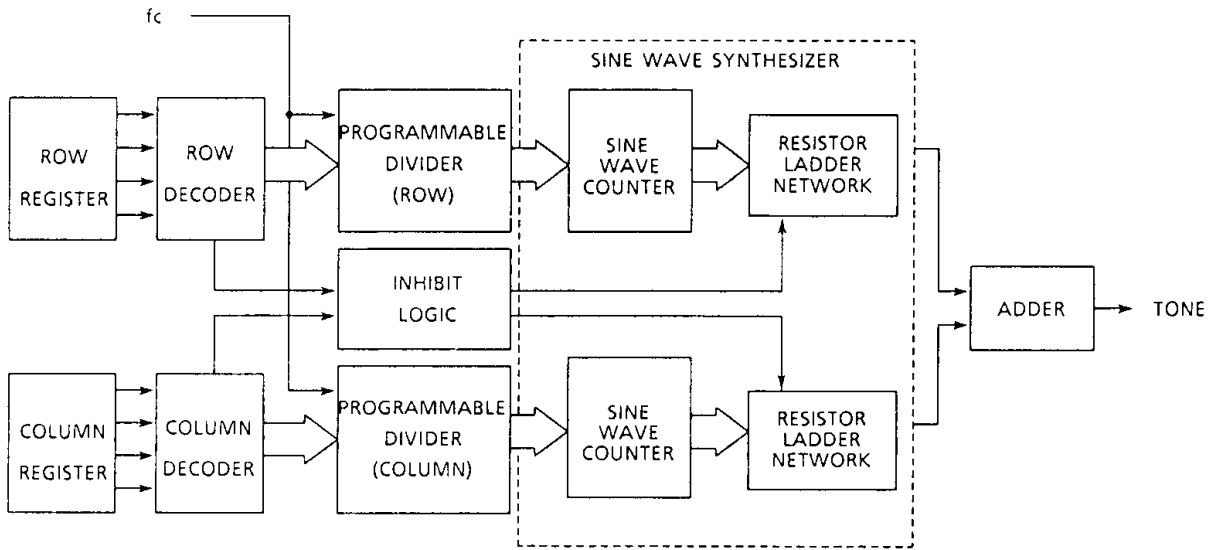 fc
SINE WAVE SYNTHESIZER
ROW
REGISTER
ROW
DECODER
PROGRAMMABLE
DIVIDER
(ROW)
SINE
WAVE
COUNTER
RESISTOR
LADDER
NETWORK
INHIBIT
LOGIC
ADDER
TONE
COLUMN
REGISTER
COLUMN
DECODER
PROGRAMMABLE
DIVIDER
(COLUMN)
SINE
WAVE
COUNTER
RESISTOR
LADDER
NETWORK